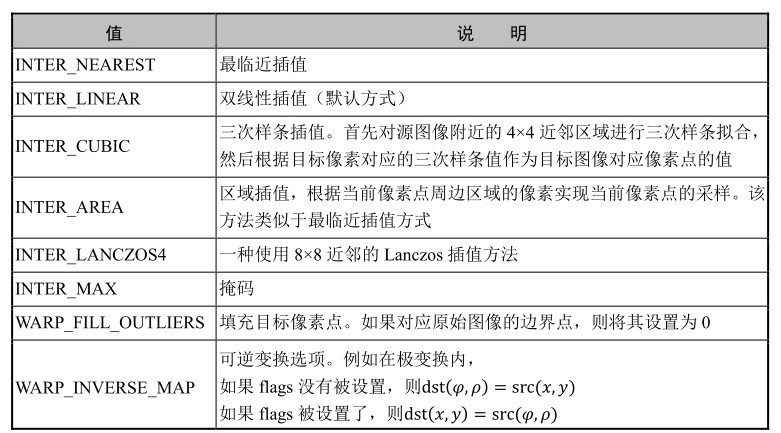 值 说 明
INTER_NEAREST 最临近插值
INTER_LINEAR 双线性插值（默认方式）
INTER_CUBIC 三次样条插值。首先对源图像附近的 4×4 近邻区域进行三次样条拟合，
然后根据目标像素对应的三次样条值作为目标图像对应像素点的值
INTER_AREA 区域插值，根据当前像素点周边区域的像素实现当前像素点的采样。该
方法类似于最临近插值方式
INTER_LANCZOS4 一种使用 8×8 近邻的 Lanczos 插值方法
INTER_MAX 掩码
WARP_FILL_OUTLIERS 填充目标像素点。如果对应原始图像的边界点，则将其设置为 0
WARP_INVERSE_MAP 可逆变换选项。例如在极变换内，
如果 flags 没有被设置，则dst(φ, ρ) = src(x, y)
如果 flags 被设置了，则dst(x, y) = src(φ, ρ)